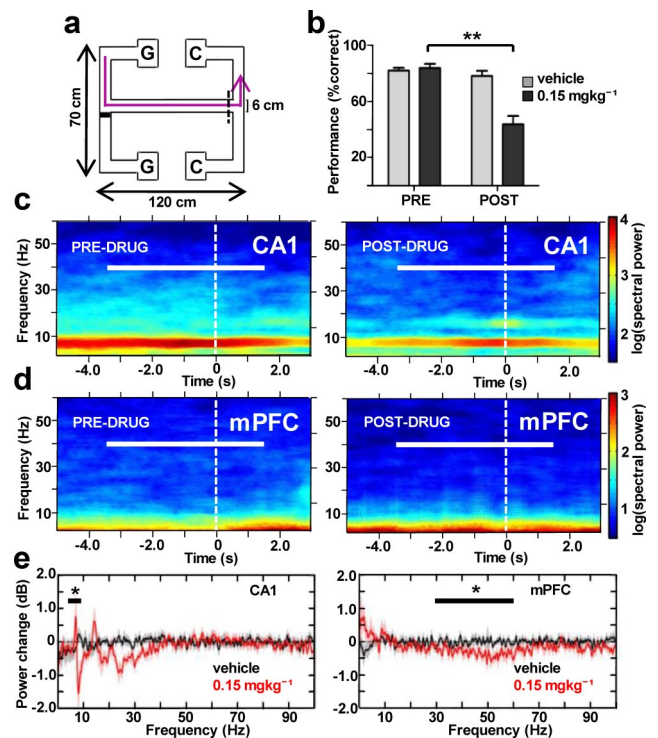 a
G
C
70 cm
6 cm
G
C
120 cm
b
Performance (%correct)
80
60
40
**
vehicle
0.15 mgkg⁻¹
PRE
POST
c
Frequency (Hz)
50
30
10
PRE-DRUG
CA1
-4.0
-2.0
0
2.0
Time (s)
POST-DRUG
CA1
-4.0
-2.0
0
2.0
Time (s)
4
3
2
log(spectral power)
d
Frequency (Hz)
50
30
10
PRE-DRUG
mPFC
-4.0
-2.0
0
2.0
Time (s)
POST-DRUG
mPFC
-4.0
-2.0
0
2.0
Time (s)
3
2
1
log(spectral power)
e
Power change (dB)
2.0
1.0
0
-1.0
-2.0
*
CA1
vehicle
0.15 mgkg⁻¹
10
30
50
70
90
Frequency (Hz)
2.0
1.0
0
-1.0
-2.0
*
mPFC
vehicle
0.15 mgkg⁻¹
10
30
50
70
90
Frequency (Hz)